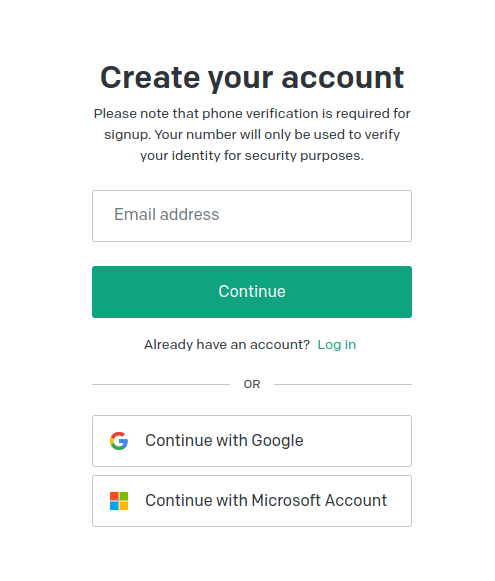 Create your account
Please note that phone verification is required for
signup. Your number will only be used to verify
your identity for security purposes.
Email address
Continue
Already have an account? Log in
OR
Continue with Google
Continue with Microsoft Account